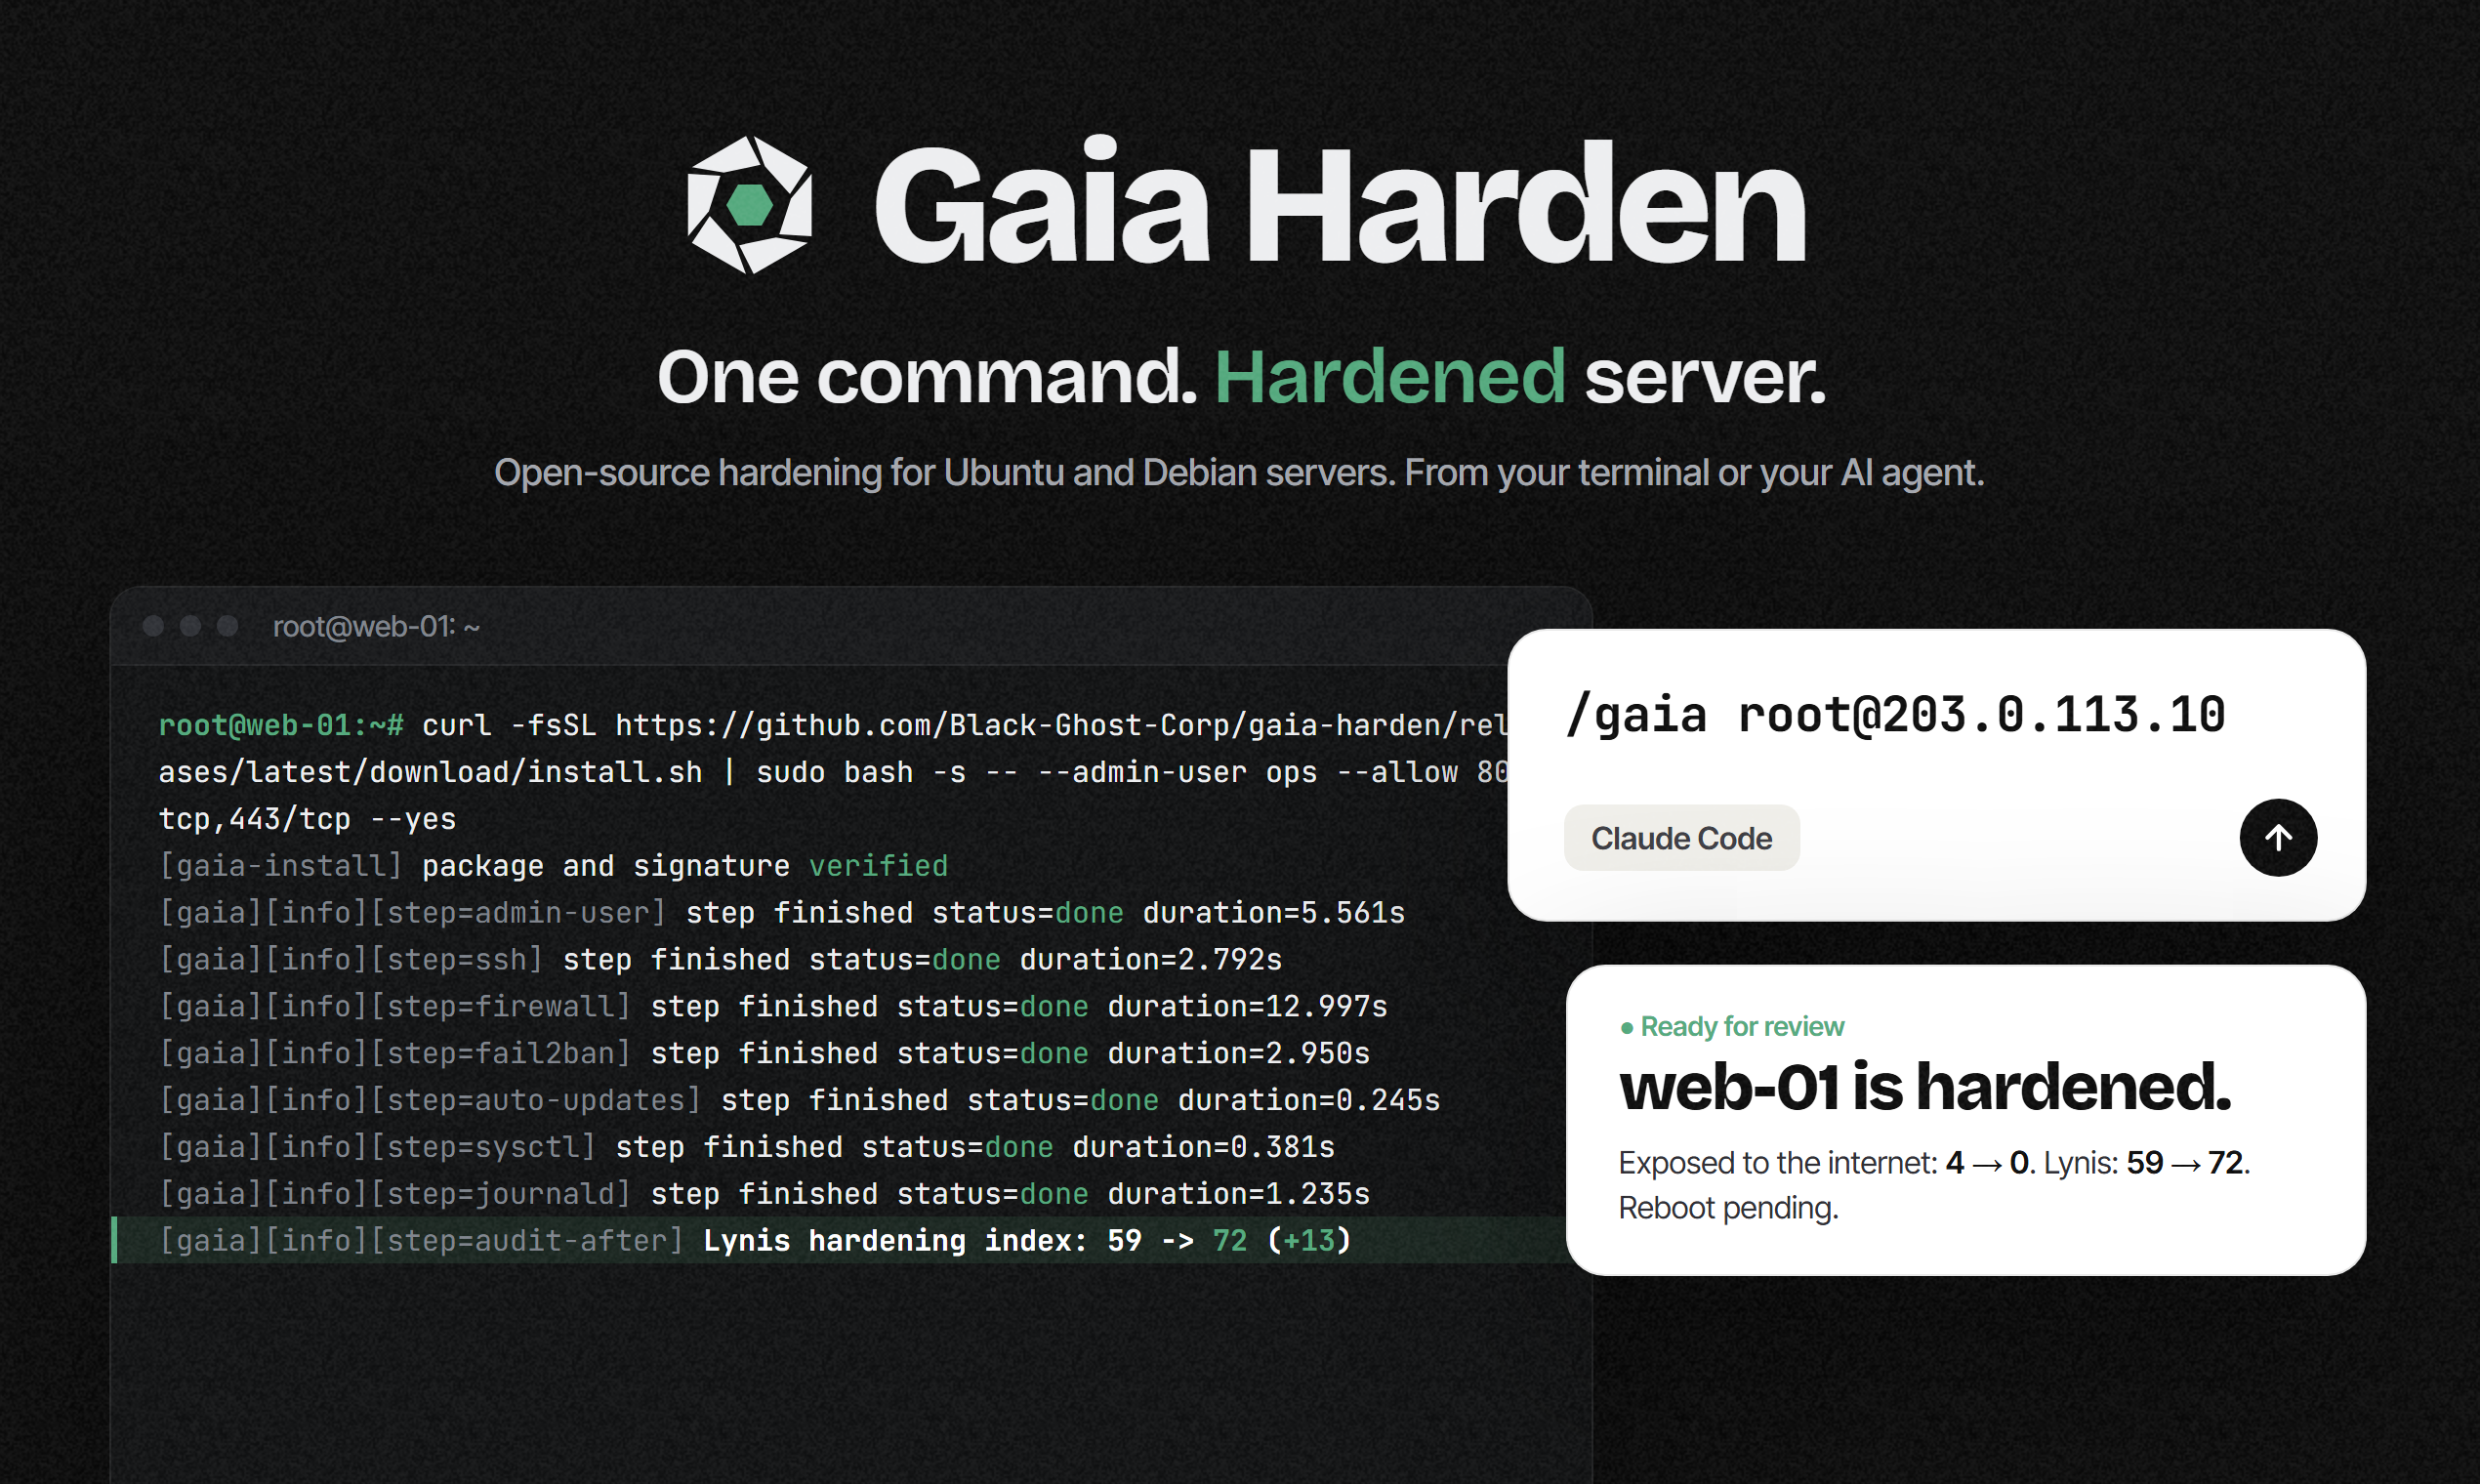 Gaia Harden
One command. Hardened server.
Open-source hardening for Ubuntu and Debian servers. From your terminal or your AI agent.
root@web-01: ~
root@web-01:~# curl -fsSL https://github.com/Black-Ghost-Corp/gaia-harden/rel
ases/latest/download/install.sh | sudo bash -s -- --admin-user ops --allow 80
tcp,443/tcp --yes
[gaia-install] package and signature verified
[gaia][info][step=admin-user] step finished status=done duration=5.561s
[gaia][info][step=ssh] step finished status=done duration=2.792s
[gaia][info][step=firewall] step finished status=done duration=12.997s
[gaia][info][step=fail2ban] step finished status=done duration=2.950s
[gaia][info][step=auto-updates] step finished status=done duration=0.245s
[gaia][info][step=sysctl] step finished status=done duration=0.381s
[gaia][info][step=journald] step finished status=done duration=1.235s
[gaia][info][step=audit-after] Lynis hardening index: 59 -> 72 (+13)
/gaia root@203.0.113.10
Claude Code
● Ready for review
web-01 is hardened.
Exposed to the internet: 4 → 0. Lynis: 59 → 72.
Reboot pending.